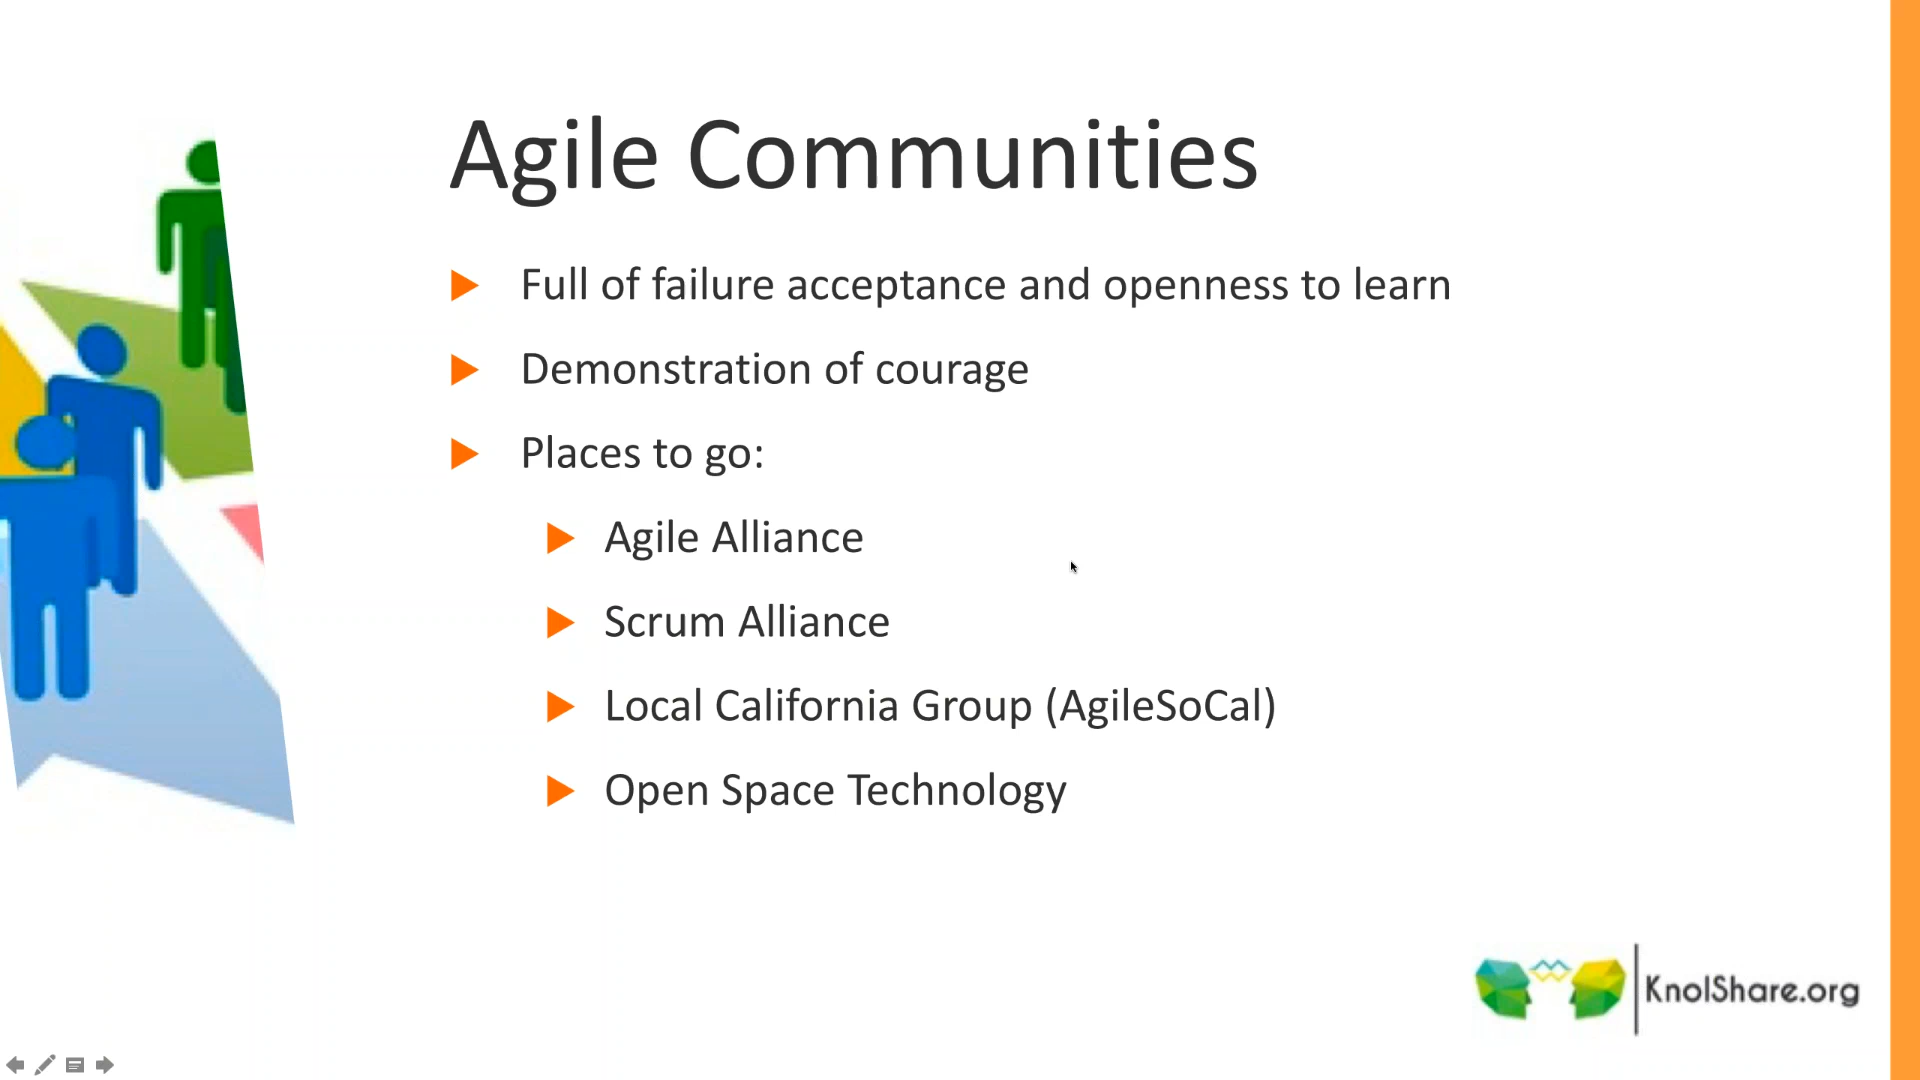 Agile Communities
Full of failure acceptance and openness to learn
Demonstration of courage
Places to go:
Agile Alliance
Scrum Alliance
Local California Group (AgileSoCal)
Open Space Technology
KnolShare.org